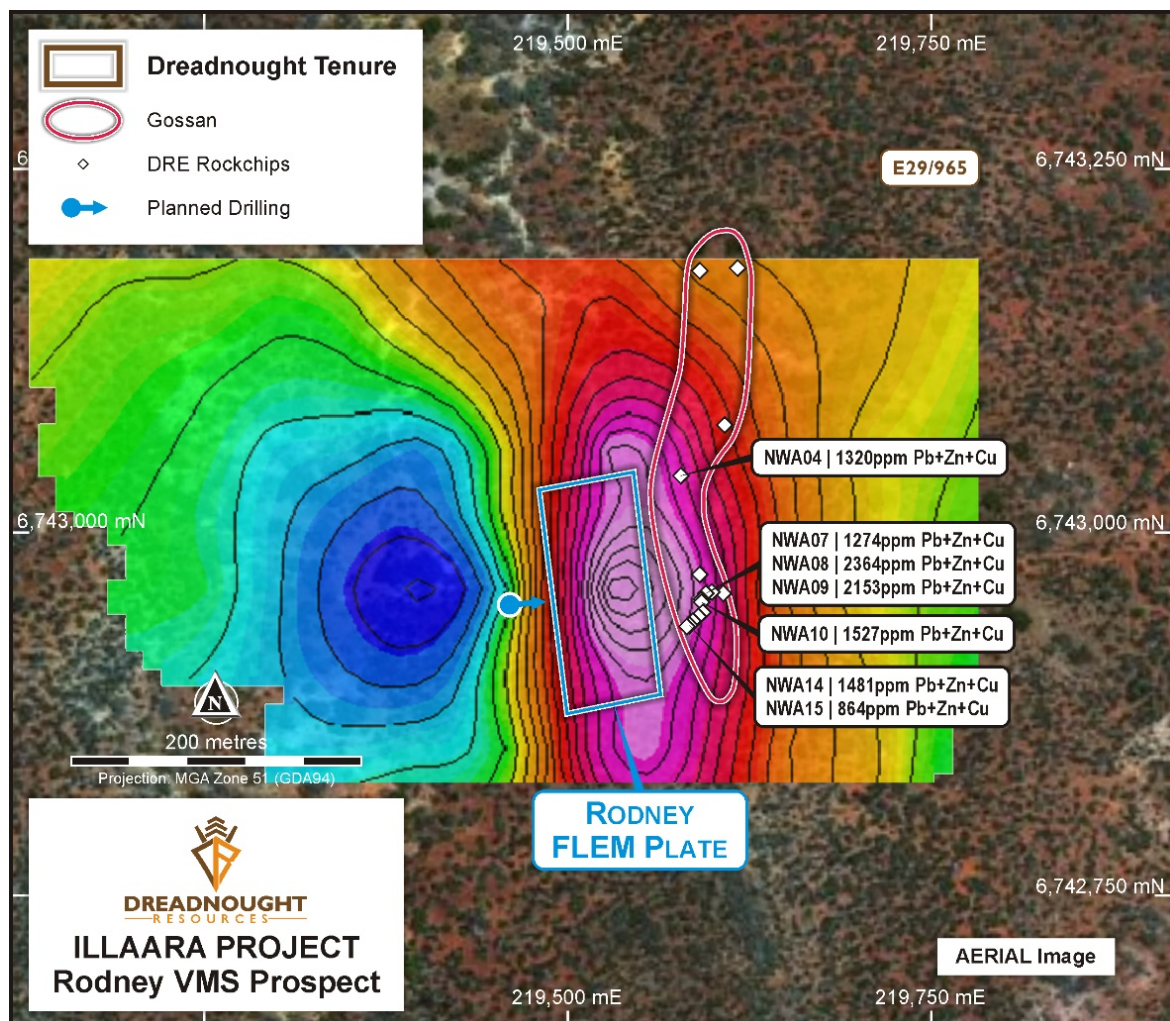 219,500 mE
219,750 mE
Dreadnought Tenure
Gossan
DRE Rockchips
Planned Drilling
6
E29/965
6,743,250 mN
NWA04 | 1320ppm Pb+Zn+Cu
6,743,000 mN
6,743,000 mN
NWA07 | 1274ppm Pb+Zn+Cu
NWA08 | 2364ppm Pb+Zn+Cu
NWA09 | 2153ppm Pb+Zn+Cu
NWA10 | 1527ppm Pb+Zn+Cu
NWA14 | 1481ppm Pb+Zn+Cu
NWA15 | 864ppm Pb+Zn+Cu
N
200 metres
Projection: MGA Zone 51 (GDA94)
RODNEY
FLEM PLATE
DREADNOUGHT
RESOURCES
ILLAARA PROJECT
Rodney VMS Prospect
6,742,750 mN
AERIAL Image
219,500 mE
219,750 mE